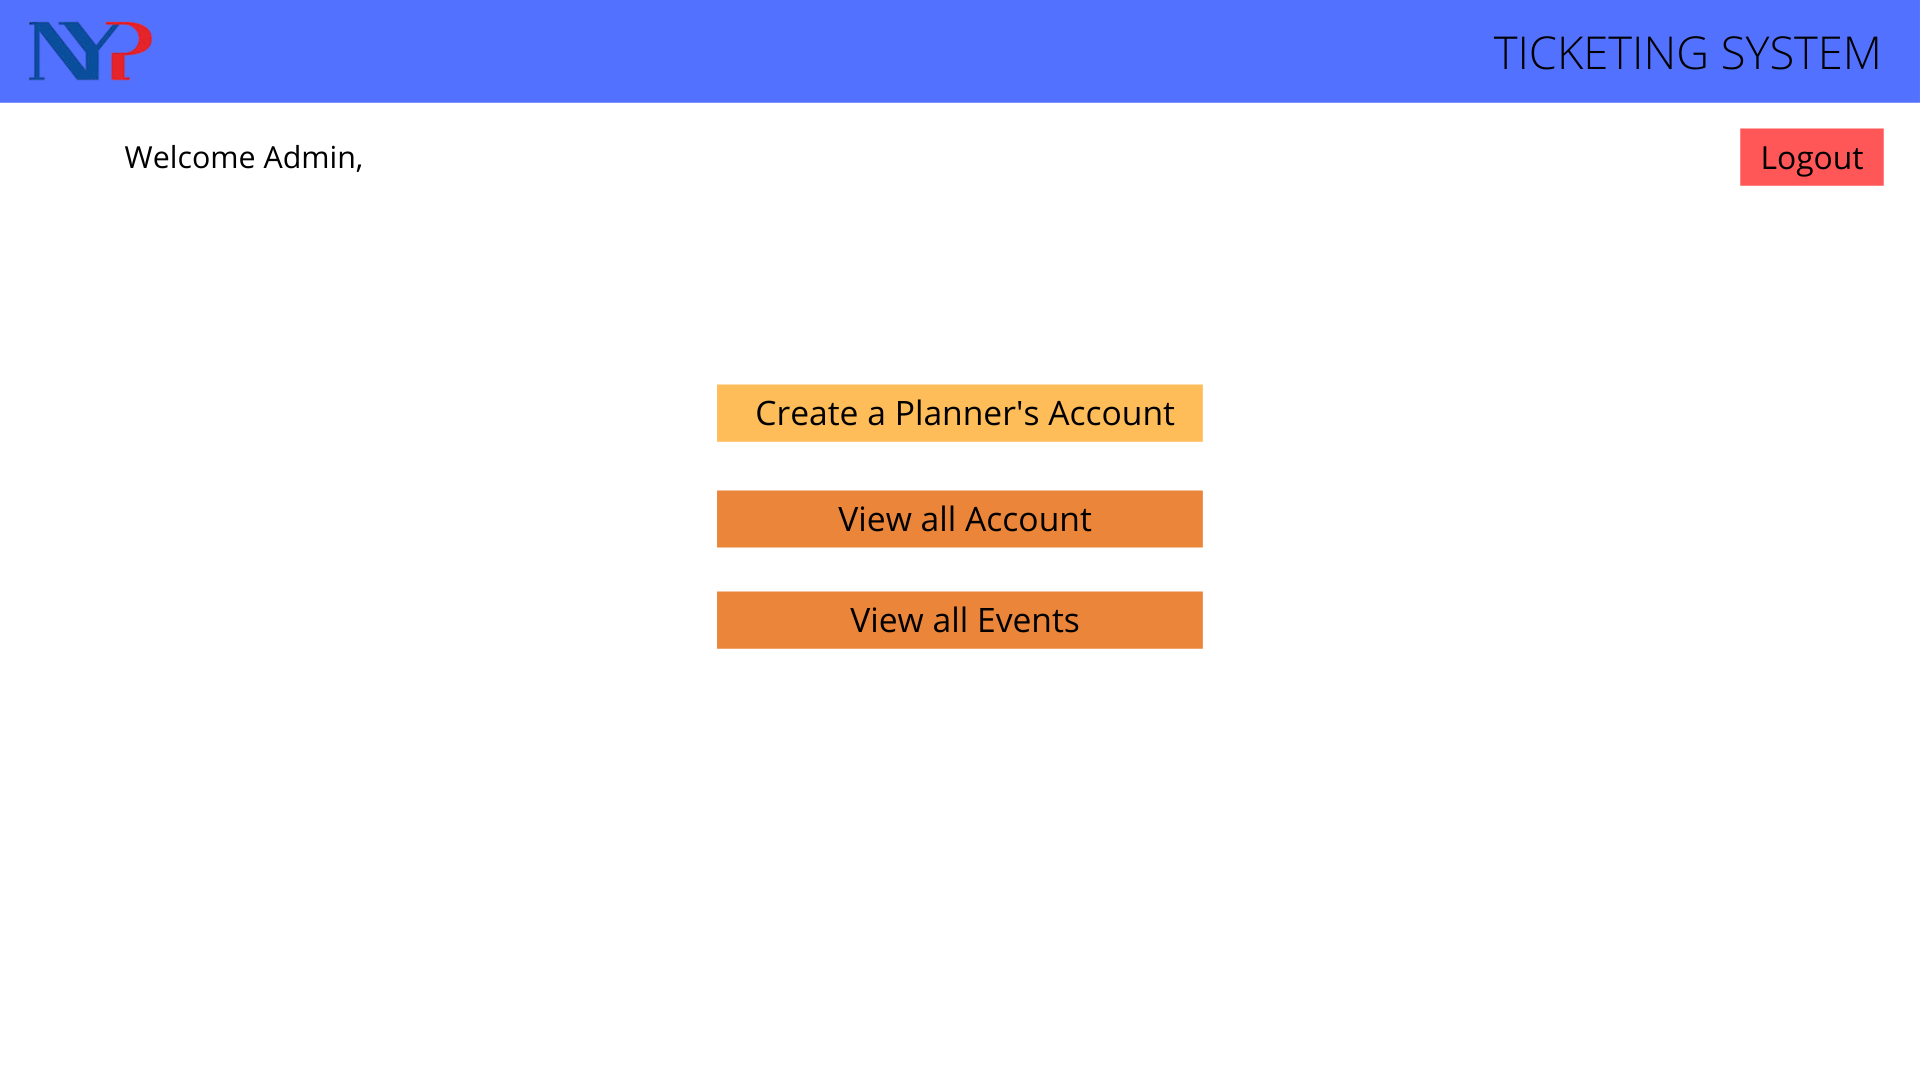 NYP
TICKETING SYSTEM
Welcome Admin,
Logout
Create a Planner's Account
View all Account
View all Events